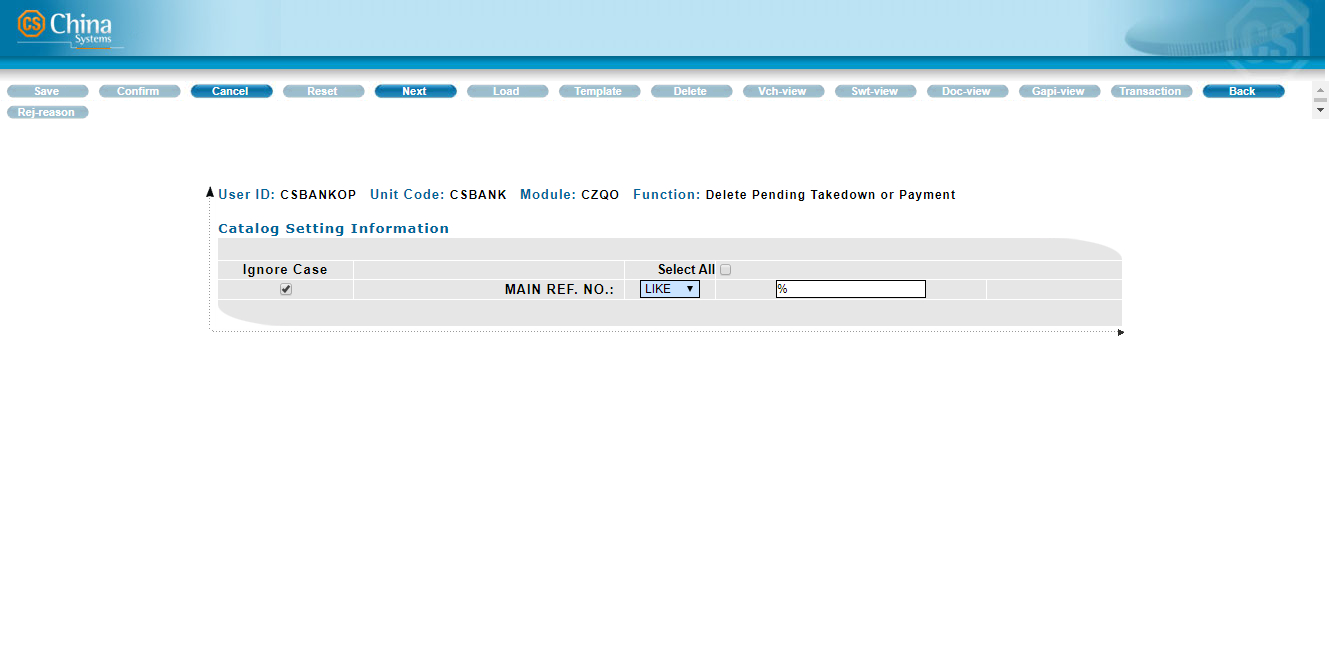 CS China
Systems
CS
Save Confirm Cancel Reset Next Load Template Delete Vch-view Swt-view Doc-view Gapi-view Transaction Back
Rej-reason
User ID: CSBANKOP Unit Code: CSBANK Module: CZQO Function: Delete Pending Takedown or Payment
Catalog Setting Information
Ignore Case Select All
MAIN REF. NO.: LIKE %